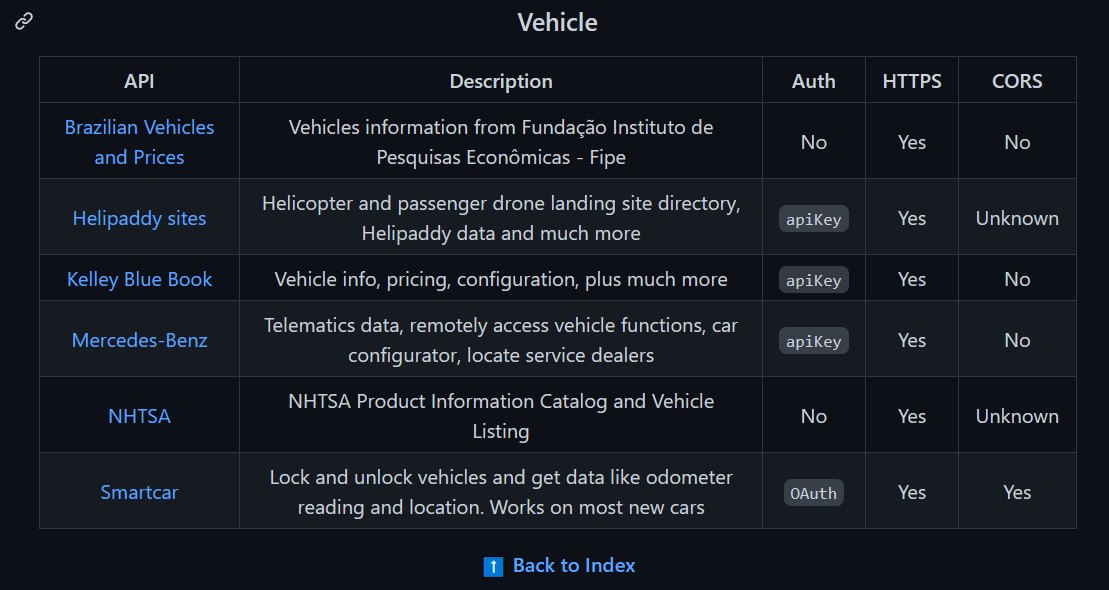 Vehicle
API Description Auth HTTPS CORS
Brazilian Vehicles
and Prices
Vehicles information from Fundação Instituto de
Pesquisas Econômicas - Fipe
No Yes No
Helipaddy sites
Helicopter and passenger drone landing site directory,
Helipaddy data and much more
apiKey Yes Unknown
Kelley Blue Book Vehicle info, pricing, configuration, plus much more apiKey Yes No
Mercedes-Benz
Telematics data, remotely access vehicle functions, car
configurator, locate service dealers
apiKey Yes No
NHTSA
NHTSA Product Information Catalog and Vehicle
Listing
No Yes Unknown
Smartcar
Lock and unlock vehicles and get data like odometer
reading and location. Works on most new cars
OAuth Yes Yes
Back to Index